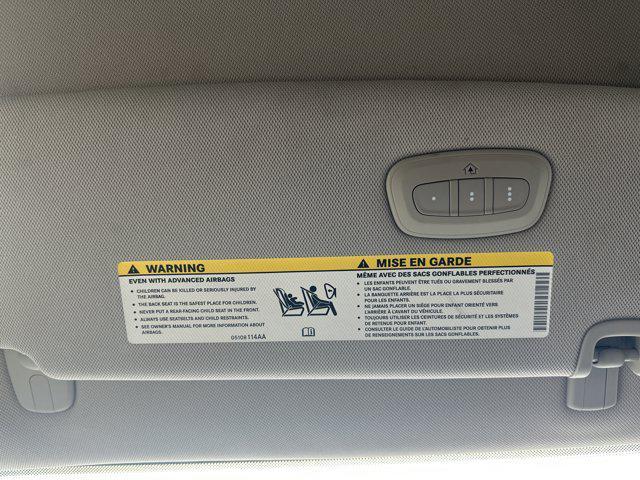 WARNING
EVEN WITH ADVANCED AIRBAGS
• CHILDREN CAN BE KILLED OR SERIOUSLY INJURED BY
THE AIRBAG.
• THE BACK SEAT IS THE SAFEST PLACE FOR CHILDREN.
• NEVER PUT A REAR-FACING CHILD SEAT IN THE FRONT.
• ALWAYS USE SEATBELTS AND CHILD RESTRAINTS.
• SEE OWNER'S MANUAL FOR MORE INFORMATION ABOUT
AIRBAGS.
05108114AA
MISE EN GARDE
MÊME AVEC DES SACS GONFLABLES PERFECTIONNÉS
• LES ENFANTS PEUVENT ÊTRE TUÉS OU GRAVEMENT BLESSÉS PAR
UN SAC GONFLABLE.
• LA BANQUETTE ARRIÈRE EST LA PLACE LA PLUS SÉCURITAIRE
POUR LES ENFANTS.
• NE JAMAIS PLACER UN SIÈGE POUR ENFANT ORIENTÉ VERS
L'ARRIÈRE À L'AVANT DU VÉHICULE.
• TOUJOURS UTILISER LES CEINTURES DE SÉCURITÉ ET LES SYSTÈMES
DE RETENUE POUR ENFANT.
• CONSULTER LE GUIDE DE L'AUTOMOBILISTE POUR OBTENIR PLUS
DE RENSEIGNEMENTS SUR LES SACS GONFLABLES.